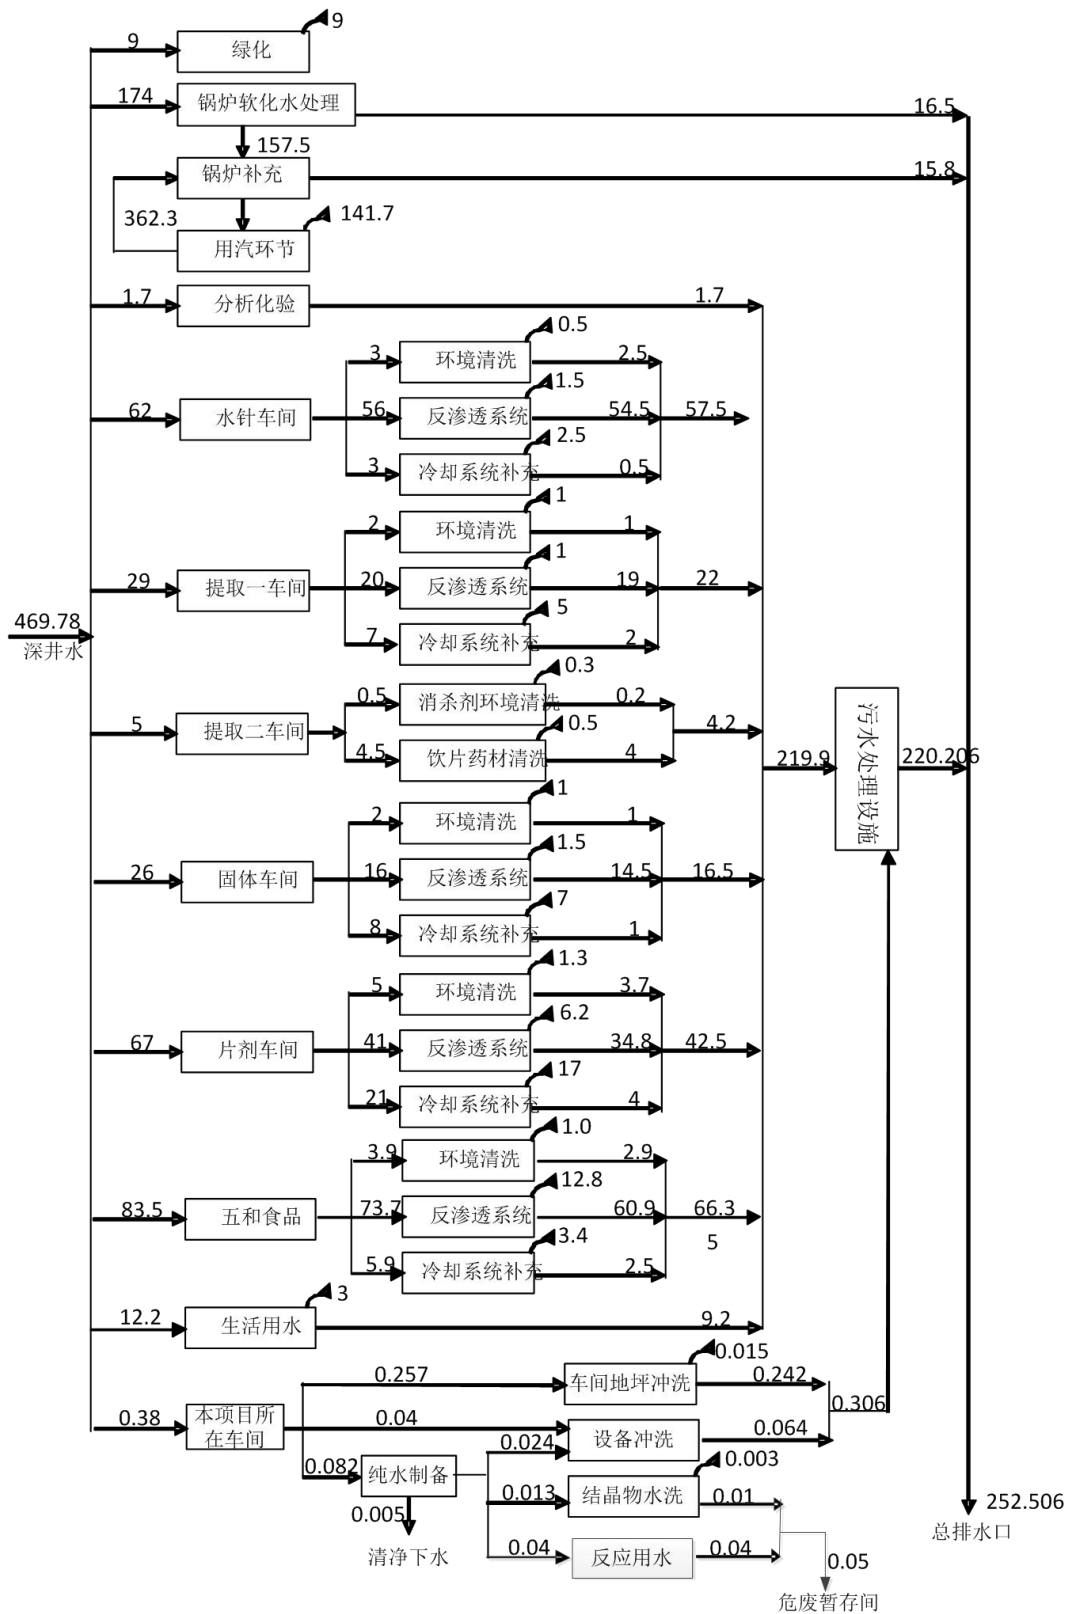 9
9
绿化
174
锅炉软化水处理
16.5
157.5
锅炉补充
15.8
362.3
141.7
用汽环节
1.7
分析化验
1.7
0.5
3
环境清洗
2.5
1.5
62
水针车间
56
反渗透系统
54.5
57.5
2.5
3
冷却系统补充
0.5
1
2
环境清洗
1
1
29
提取一车间
20
反渗透系统
19
22
5
469.78
7
冷却系统补充
2
深井水
0.3
0.5
消杀剂环境清洗
0.2
5
提取二车间
4.2
0.5
4.5
饮片药材清洗
4
219.9
污水处理设施
220.206
1
2
环境清洗
1
1.5
26
固体车间
16
反渗透系统
14.5
16.5
7
8
冷却系统补充
1
1.3
5
环境清洗
3.7
6.2
67
片剂车间
41
反渗透系统
34.8
42.5
17
21
冷却系统补充
4
1.0
3.9
环境清洗
2.9
12.8
83.5
五和食品
73.7
反渗透系统
60.9
66.3
5
3.4
5.9
冷却系统补充
2.5
3
12.2
生活用水
9.2
0.015
0.257
车间地坪冲洗
0.242
0.306
0.38
本项目所
在车间
0.04
设备冲洗
0.064
0.024
0.003
0.082
纯水制备
0.013
结晶物水洗
0.01
0.005
252.506
总排水口
清净下水
0.04
反应用水
0.04
0.05
危废暂存间